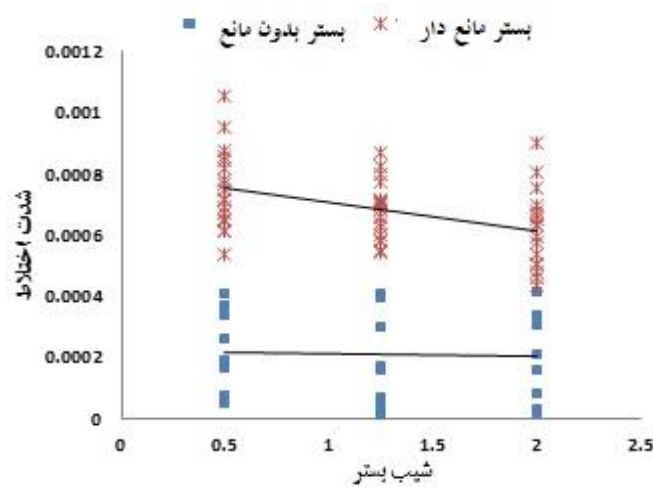 بستر بدون مانع
بستر مانع دار
0.0012
0.001
0.0008
0.0006
0.0004
0.0002
0
شدت اختلاط
0 0.5 1 1.5 2 2.5
شیب بستر